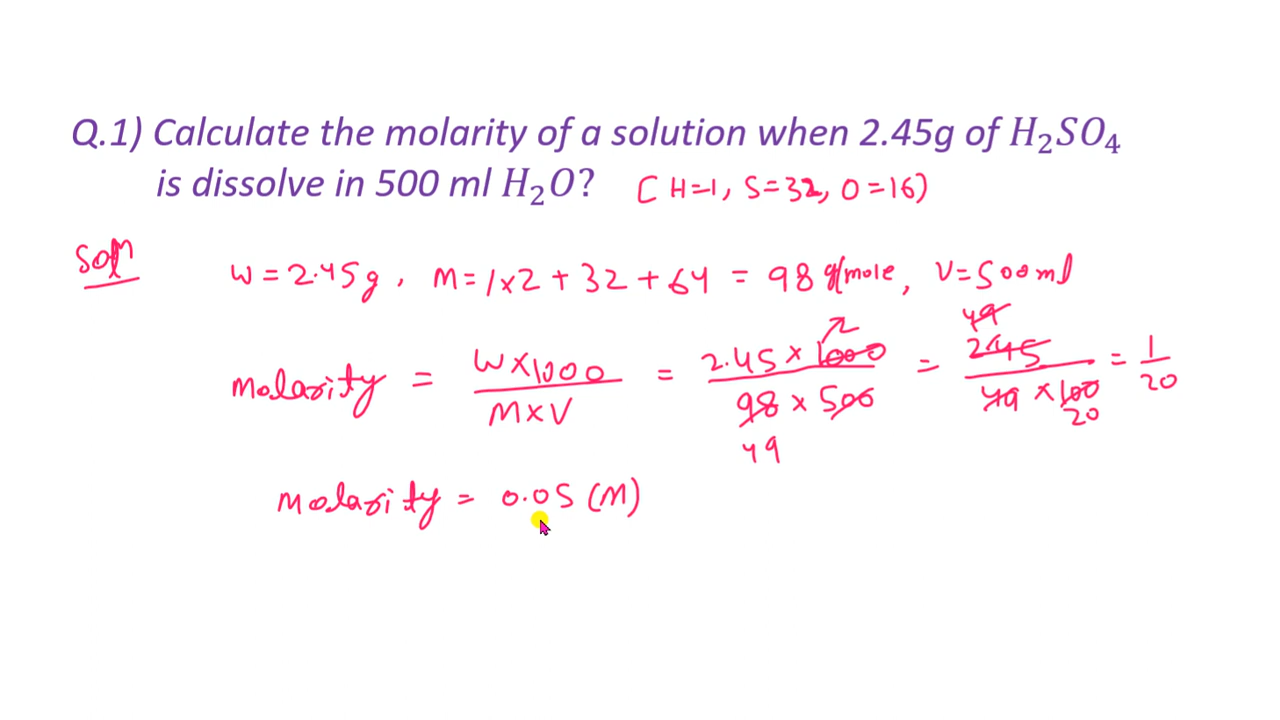 Q.1) Calculate the molarity of a solution when 2.45g of H₂SO₄
is dissolve in 500 ml H₂O? [ H=1, S=32, O=16)
Solⁿ
W = 2.45g , M = 1×2 + 32 + 64 = 98 g/mole, V=500ml
molarity = W×1000 / M×V = 2.45 × 1000 2 / 98 49 × 500 = 49 245 / 49 × 100 20 = 1/20
molarity = 0.05 (M)